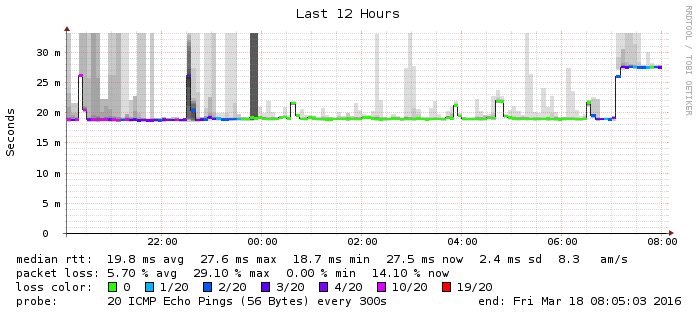 Last 12 Hours
RRDTOOL / TOBI OETIKER
Seconds
30 m
25 m
20 m
15 m
10 m
5 m
0
22:00 00:00 02:00 04:00 06:00 08:00
median rtt: 19.8 ms avg 27.6 ms max 18.7 ms min 27.5 ms now 2.4 ms sd 8.3 am/s
packet loss: 5.70 % avg 29.10 % max 0.00 % min 14.10 % now
loss color: 0 1/20 2/20 3/20 4/20 10/20 19/20
probe: 20 ICMP Echo Pings (56 Bytes) every 300s end: Fri Mar 18 08:05:03 2016